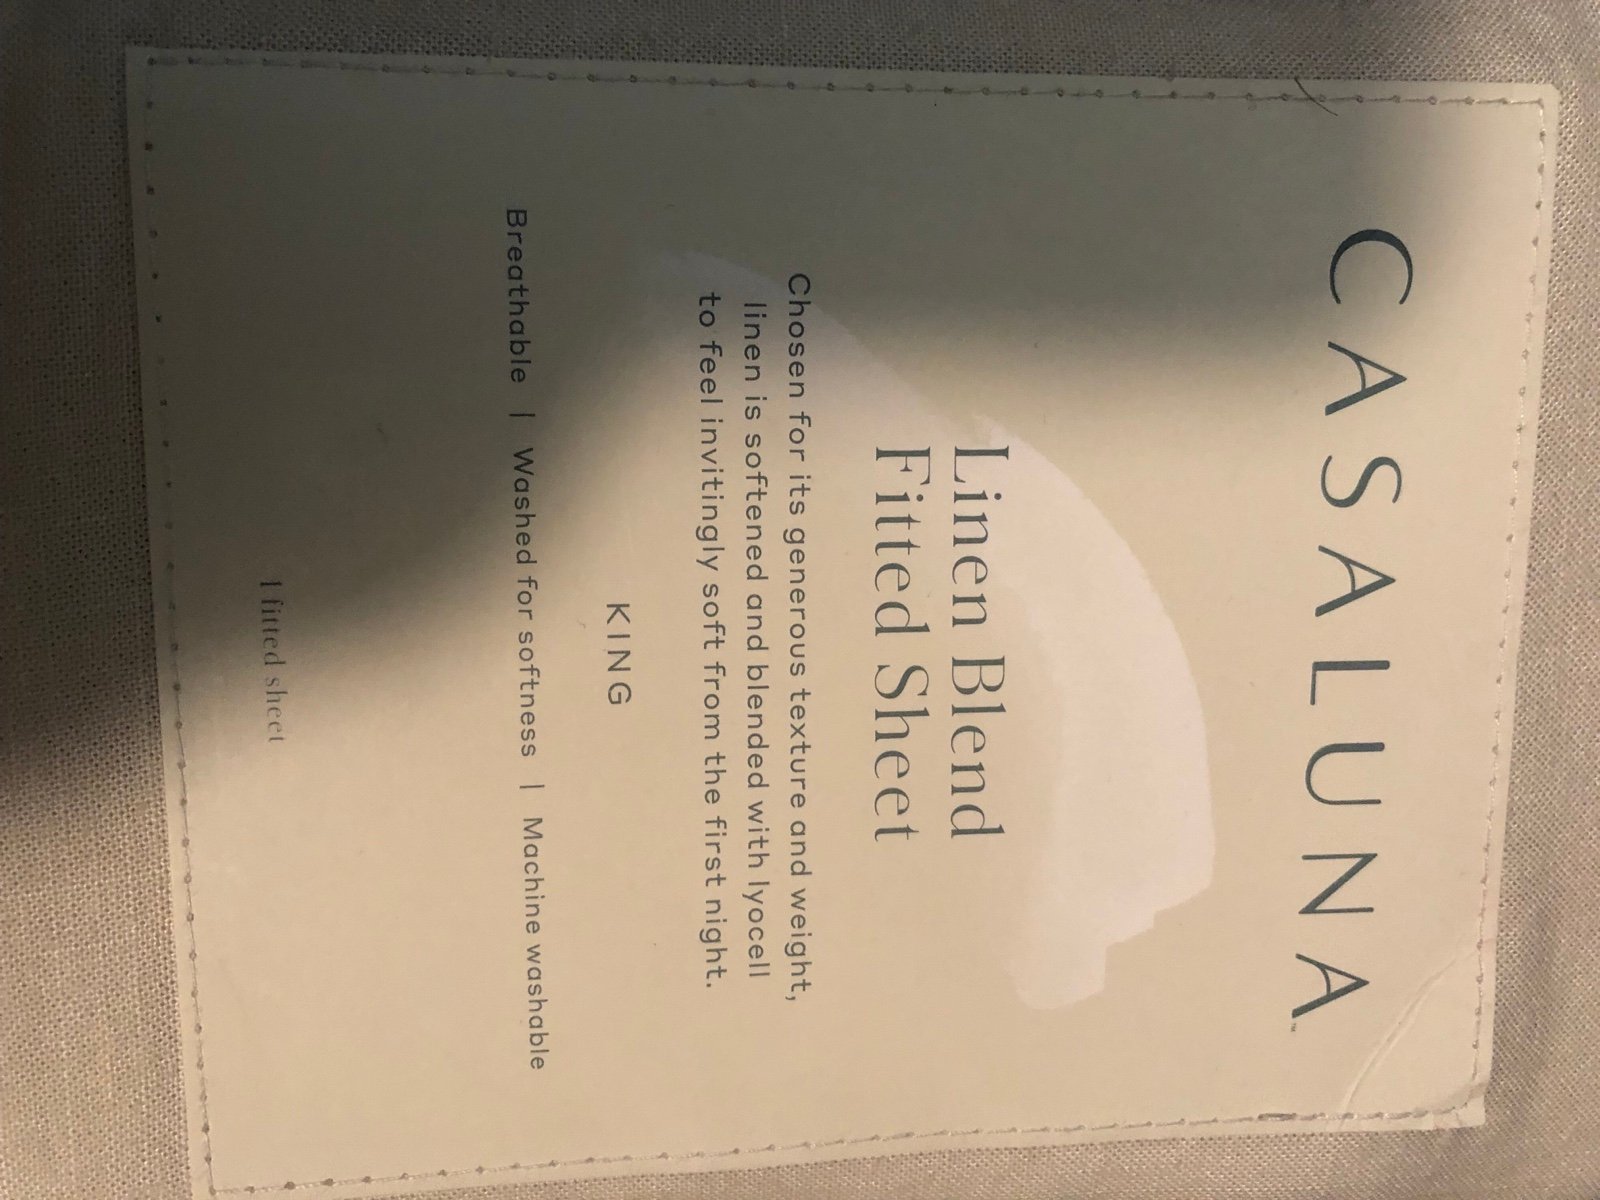 CASALUNA™
Linen Blend
Fitted Sheet
Chosen for its generous texture and weight,
linen is softened and blended with lyocell
to feel invitingly soft from the first night.
KING
Breathable | Washed for softness | Machine washable
1 fitted sheet